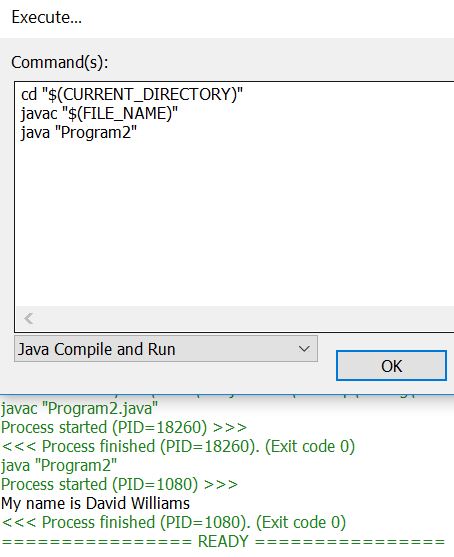 Execute...
Command(s):
cd "$(CURRENT_DIRECTORY)"
javac "$(FILE_NAME)"
java "Program2"
Java Compile and Run
OK
javac "Program2.java"
Process started (PID=18260) >>>
<<< Process finished (PID=18260). (Exit code 0)
java "Program2"
Process started (PID=1080) >>>
My name is David Williams
<<< Process finished (PID=1080). (Exit code 0)
================ READY ================